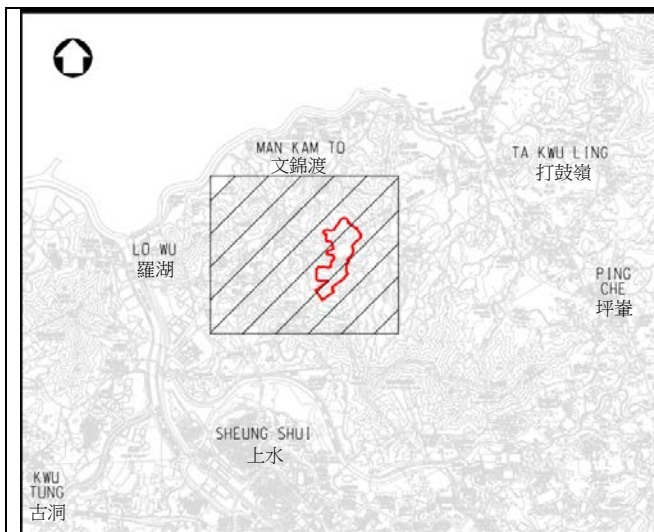 MAN KAM TO
文錦渡
TA KWU LING
打鼓嶺
LO WU
羅湖
PING
CHE
坪輋
SHEUNG SHUI
上水
KWU
TUNG
古洞